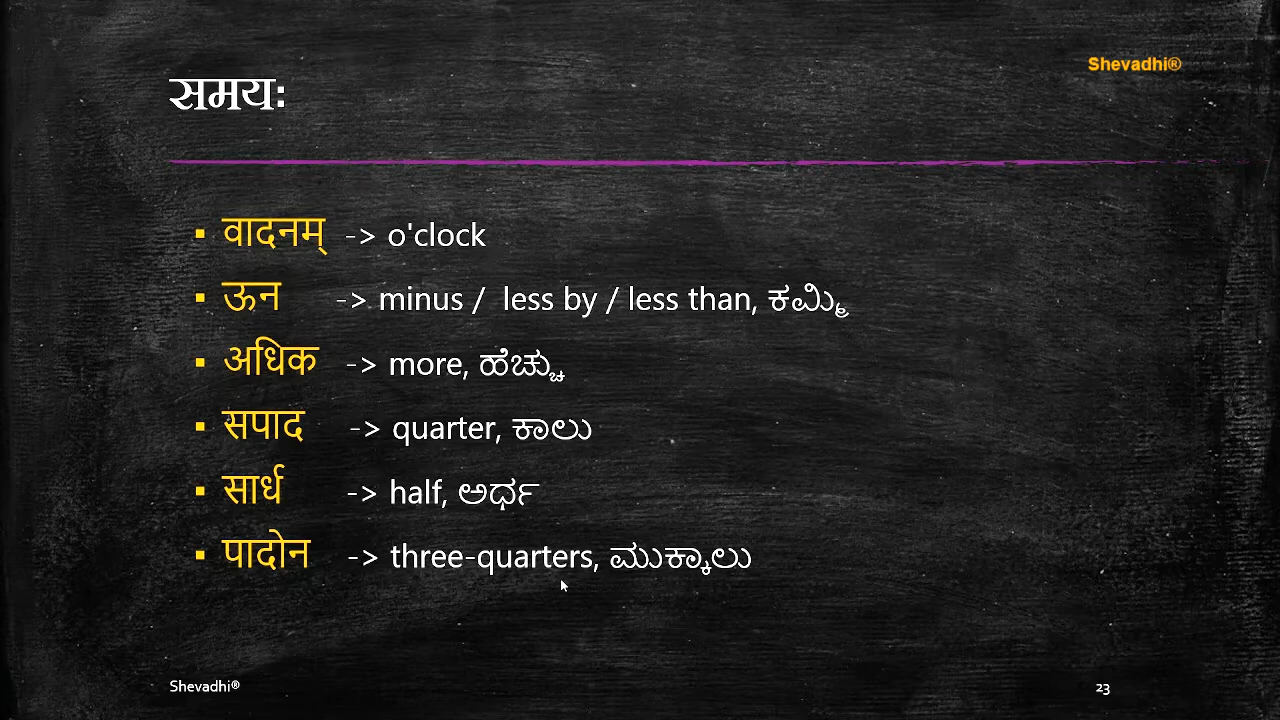 Shevadhi®
समयः
▪ वादनम् -> o'clock
▪ ऊन -> minus / less by / less than, ಕಮ್ಮಿ
▪ अधिक -> more, ಹೆಚ್ಚು
▪ सपाद -> quarter, ಕಾಲು
▪ सार्ध -> half, ಅರ್ಧ
▪ पादोन -> three-quarters, ಮುಕ್ಕಾಲು
Shevadhi®
23